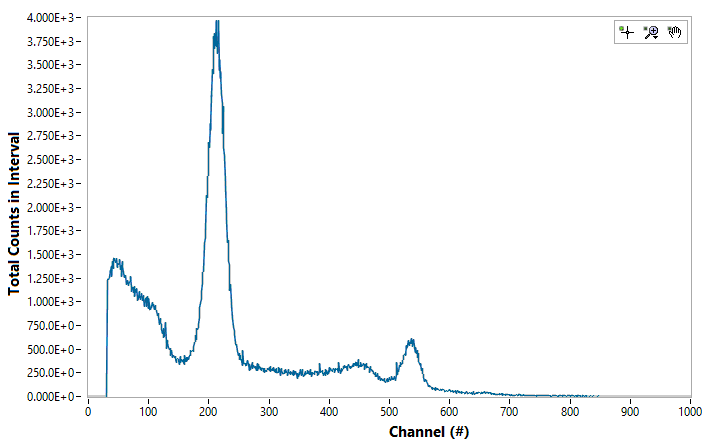 4.000E+3
3.750E+3
3.500E+3
3.250E+3
3.000E+3
2.750E+3
2.500E+3
2.250E+3
2.000E+3
1.750E+3
1.500E+3
1.250E+3
1.000E+3
750.0E+0
500.0E+0
250.0E+0
0.000E+0
Total Counts in Interval
0 100 200 300 400 500 600 700 800 900 1000
Channel (#)